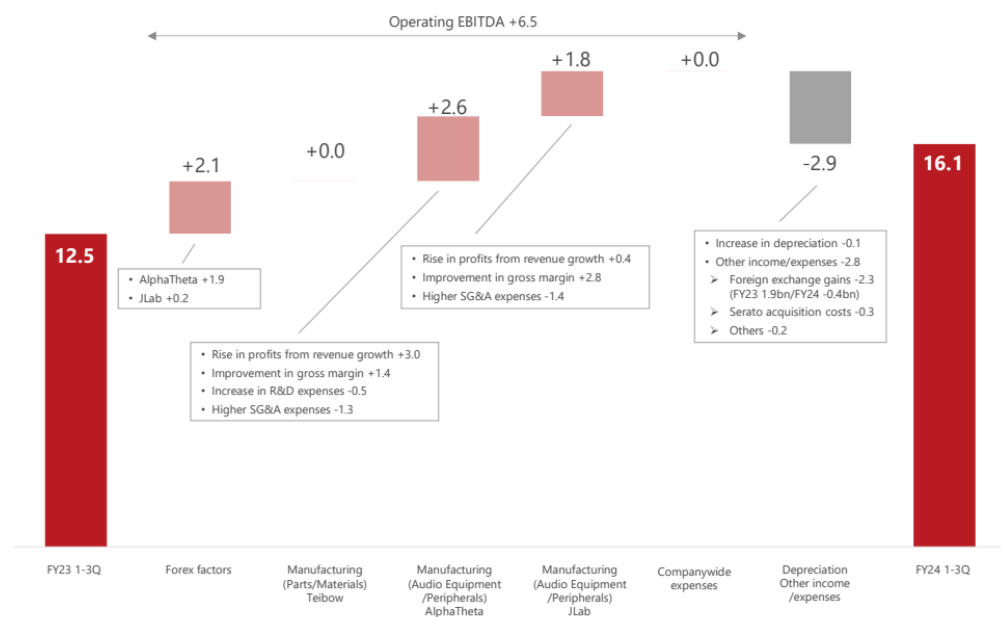 Operating EBITDA +6.5
12.5
+2.1
+0.0
+2.6
+1.8
+0.0
-2.9
16.1
• AlphaTheta +1.9
• JLab +0.2
• Rise in profits from revenue growth +3.0
• Improvement in gross margin +1.4
• Increase in R&D expenses -0.5
• Higher SG&A expenses -1.3
• Rise in profits from revenue growth +0.4
• Improvement in gross margin +2.8
• Higher SG&A expenses -1.4
• Increase in depreciation -0.1
• Other income/expenses -2.8
➢ Foreign exchange gains -2.3
(FY23 1.9bn/FY24 -0.4bn)
➢ Serato acquisition costs -0.3
➢ Others -0.2
FY23 1-3Q
Forex factors
Manufacturing
(Parts/Materials)
Teibow
Manufacturing
(Audio Equipment
/Peripherals)
AlphaTheta
Manufacturing
(Audio Equipment
/Peripherals)
JLab
Companywide
expenses
Depreciation
Other income
/expenses
FY24 1-3Q